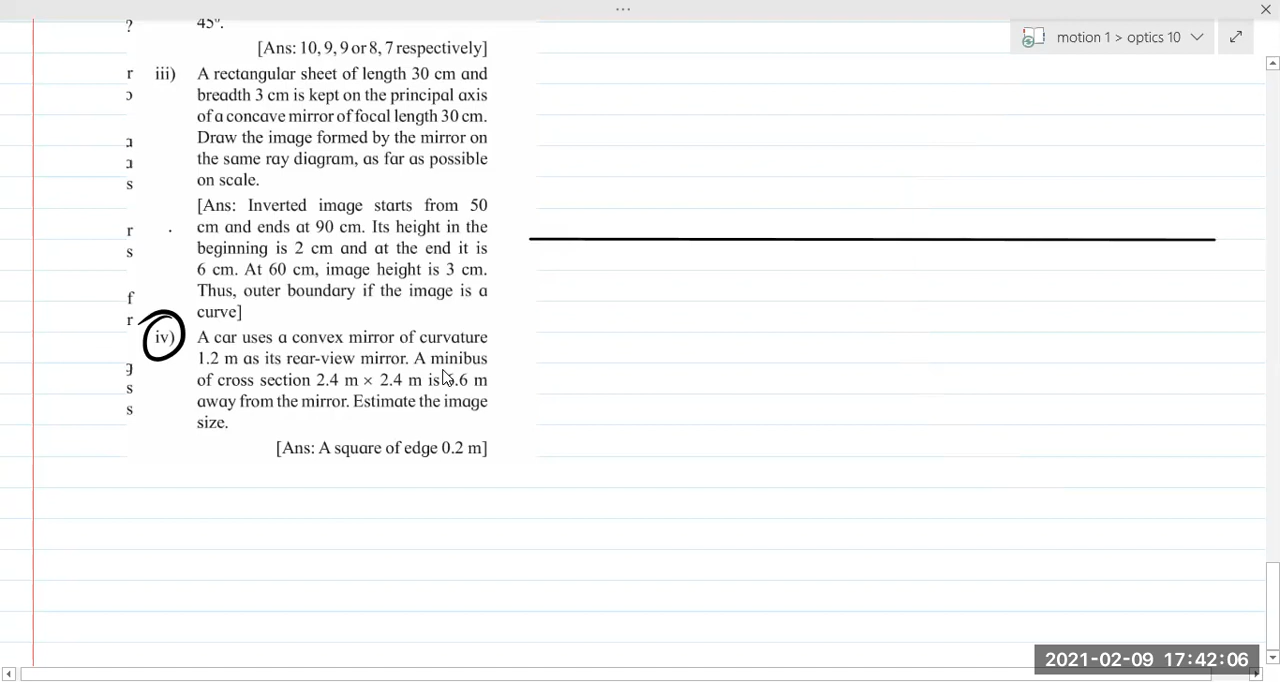 ...
?
45°.
motion 1 > optics 10
[Ans: 10, 9, 9 or 8, 7 respectively]
r iii) A rectangular sheet of length 30 cm and
breadth 3 cm is kept on the principal axis
of a concave mirror of focal length 30 cm.
a Draw the image formed by the mirror on
a the same ray diagram, as far as possible
s on scale.
[Ans: Inverted image starts from 50
r cm and ends at 90 cm. Its height in the
s beginning is 2 cm and at the end it is
6 cm. At 60 cm, image height is 3 cm.
f Thus, outer boundary if the image is a
r curve]
iv) A car uses a convex mirror of curvature
1.2 m as its rear-view mirror. A minibus
g of cross section 2.4 m × 2.4 m is .6 m
s away from the mirror. Estimate the image
s size.
[Ans: A square of edge 0.2 m]
2021-02-09 17:42:06